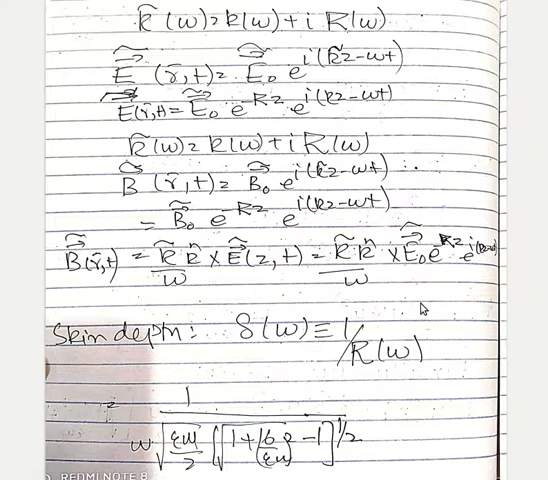 k̃(ω) = k(ω) + i K(ω)
Ẽ (r̄,t) = Ẽ₀ e^i(k̃z-ωt)
Ẽ(r̄,t) = Ẽ₀ e^-Kz e^i(kz-ωt)
k̃(ω) = k(ω) + i K(ω)
B̃ (r̄,t) = B̃₀ e^i(k̃z-ωt) ..
= B̃₀ e^-Kz e^i(kz-ωt)
B̃(r̄,t) = k̃/ω k̂ × Ẽ(z,t) = k̃/ω k̂ × Ẽ₀ e^-Kz e^i(kz-ωt)
Skin depth: δ(ω) ≡ 1/K(ω)
= 1 / ω √(εμ/2) [√(1+(6/εω)²) -1]^1/2
REDMI NOTE 8